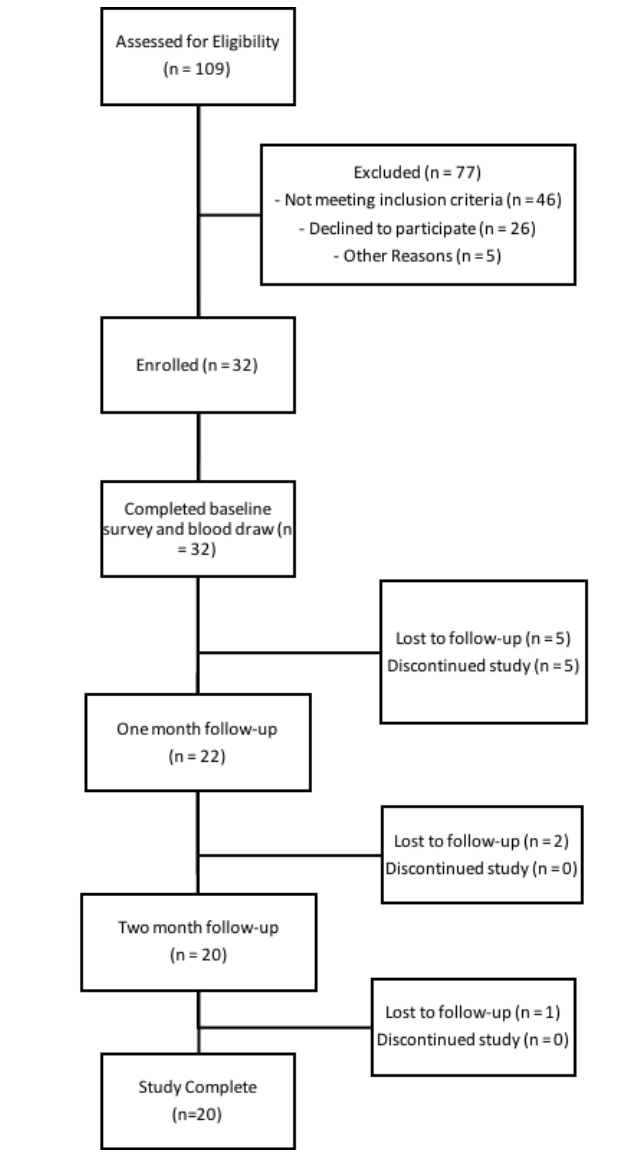 Assessed for Eligibility
(n = 109)
Excluded (n = 77)
- Not meeting inclusion criteria (n = 46)
- Declined to participate (n = 26)
- Other Reasons (n = 5)
Enrolled (n = 32)
Completed baseline
survey and blood draw (n
= 32)
Lost to follow-up (n = 5)
Discontinued study (n = 5)
One month follow-up
(n = 22)
Lost to follow-up (n = 2)
Discontinued study (n = 0)
Two month follow-up
(n = 20)
Lost to follow-up (n = 1)
Discontinued study (n = 0)
Study Complete
(n=20)